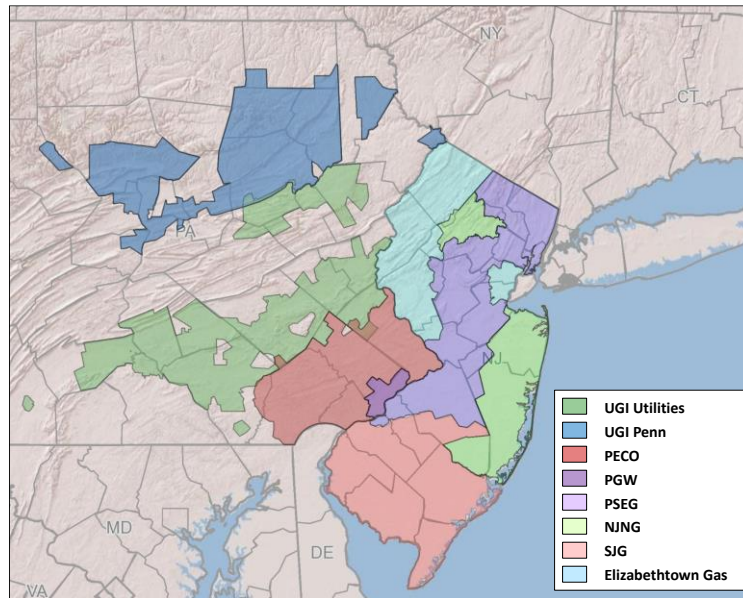 NY
CT
PA
NJ
MD
DE
VA
UGI Utilities
UGI Penn
PECO
PGW
PSEG
NJNG
SJG
Elizabethtown Gas